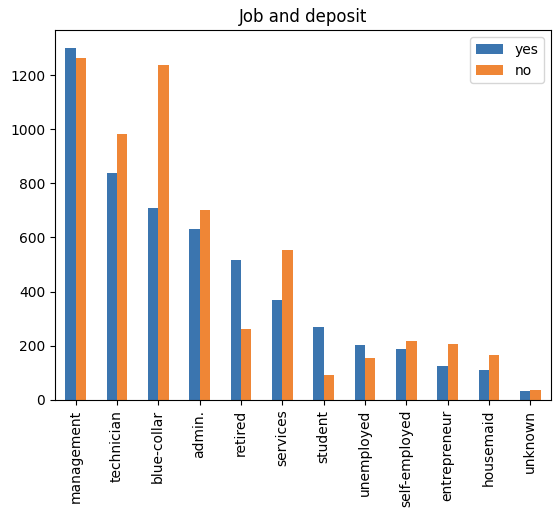 Job and deposit
yes
no
1200
1000
800
600
400
200
0
management
technician
blue-collar
admin.
retired
services
student
unemployed
self-employed
entrepreneur
housemaid
unknown